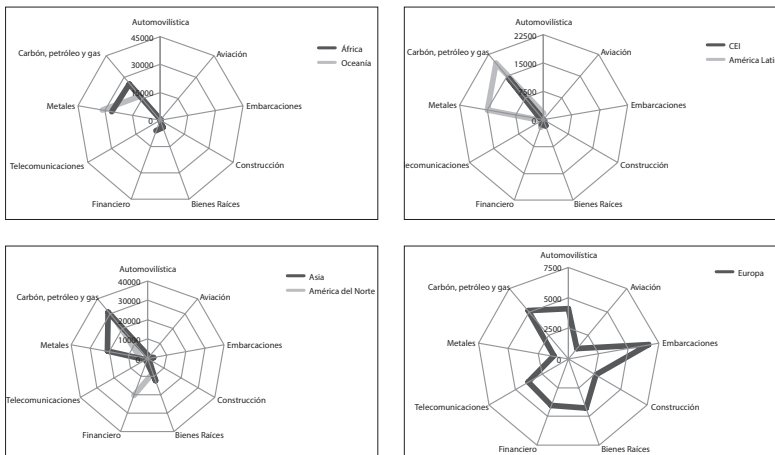 Automovilística
45000
Carbón, petróleo y gas
Aviación
África
Oceanía
30000
15000
Metales
Embarcaciones
0
Telecomunicaciones
Construcción
Financiero
Bienes Raíces
Automovilística
22500
Carbón, petróleo y gas
Aviación
CEI
América Lati
15000
7500
Metales
Embarcaciones
0
ecomunicaciones
Construcción
Financiero
Bienes Raíces
Automovilística
40000
Carbón, petróleo y gas
Aviación
Asia
América del Norte
30000
20000
10000
Metales
Embarcaciones
0
Telecomunicaciones
Construcción
Financiero
Bienes Raíces
Automovilística
7500
Carbón, petróleo y gas
Aviación
Europa
5000
2500
Metales
Embarcaciones
0
Telecomunicaciones
Construcción
Financiero
Bienes Raíces